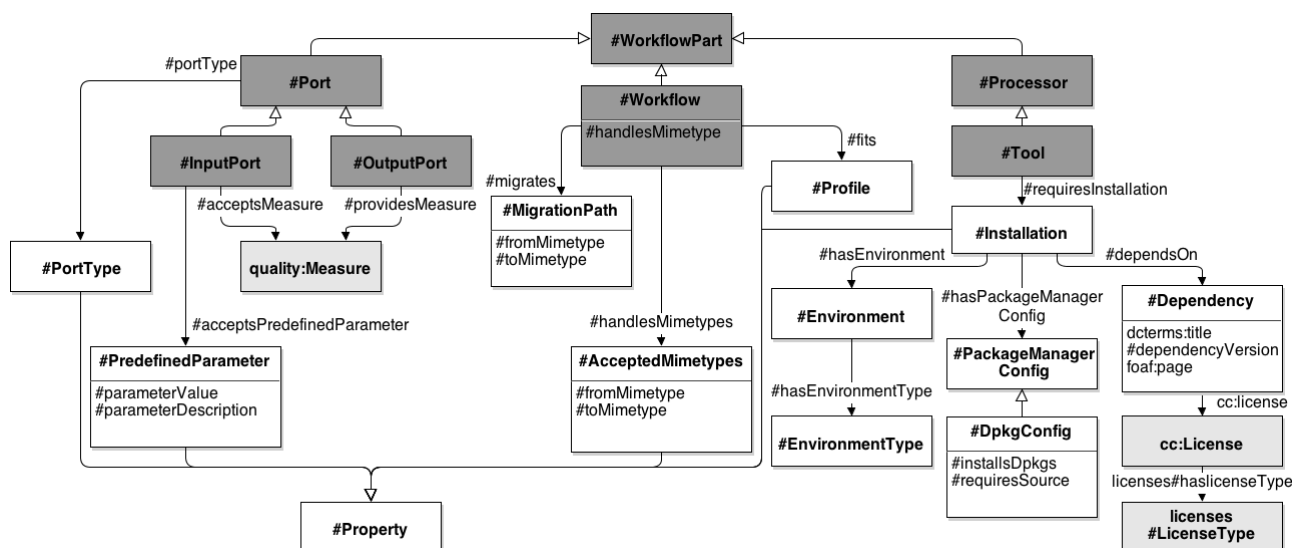 #WorkflowPart
#portType
#Port
#Processor
#Workflow
#handlesMimetype
#fits
#InputPort
#OutputPort
#Tool
#migrates
#Profile
#requiresInstallation
#acceptsMeasure
#providesMeasure
#MigrationPath
#fromMimetype
#toMimetype
#Installation
#PortType
quality:Measure
#hasEnvironment
#dependsOn
#hasPackageManager
Config:
#Environment
#Dependency
dcterms:title
#dependencyVersion
foaf:page
#acceptsPredefinedParameter
#handlesMimetypes
#PredefinedParameter
#parameterValue
#parameterDescription
#AcceptedMimetypes
#fromMimetype
#toMimetype
#PackageManager
Config
#hasEnvironmentType
cc:license
#EnvironmentType
#DpkgConfig
#installsDpkgs
#requiresSource
cc:License
licenses#haslicenseType
#Property
licenses
#LicenseType